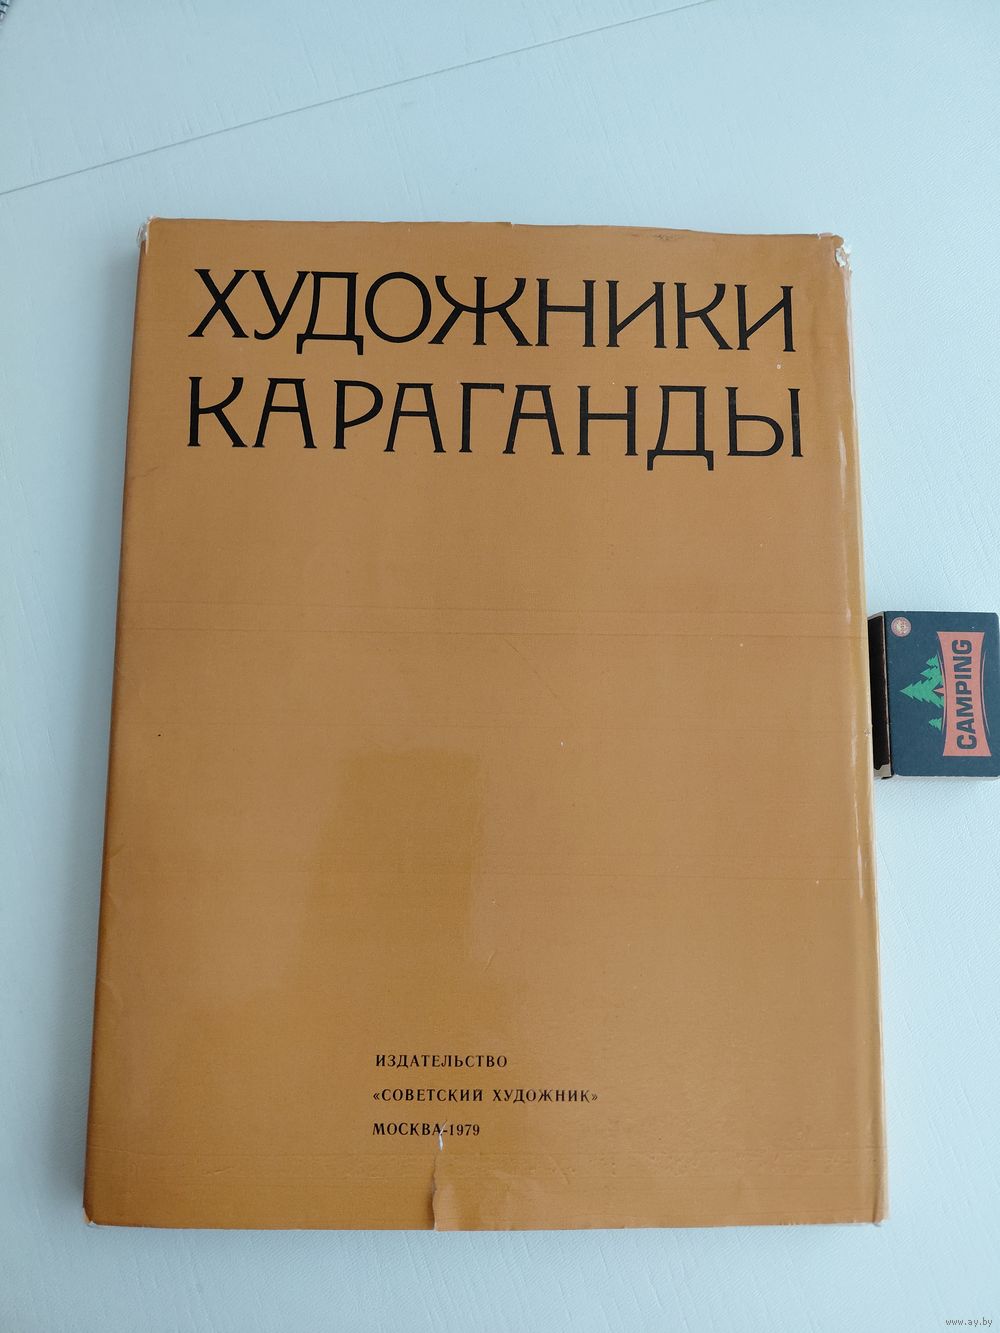 ХУДОЖНИКИ
КАРАГАНДЫ
CAMPING
ИЗДАТЕЛЬСТВО
«СОВЕТСКИЙ ХУДОЖНИК»
МОСКВА-1979
www.ay.by